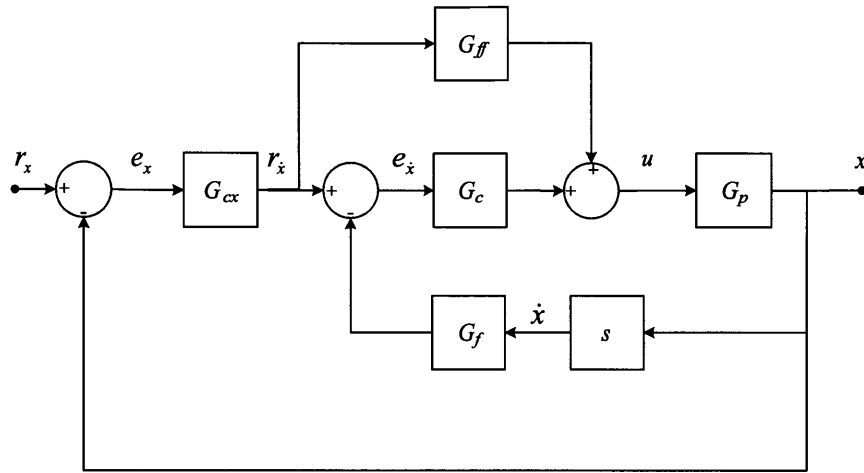 G_ff
r_x
e_x
r_ẋ
e_ẋ
u
x
+
-
G_cx
+
-
G_c
+
+
G_p
G_f
ẋ
s